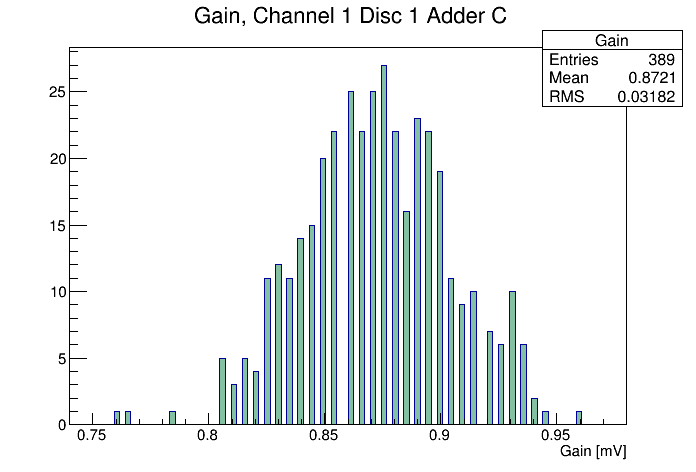 Gain, Channel 1 Disc 1 Adder C
Gain
Entries 389
Mean 0.8721
RMS 0.03182
25
20
15
10
5
0
0.75 0.8 0.85 0.9 0.95
Gain [mV]